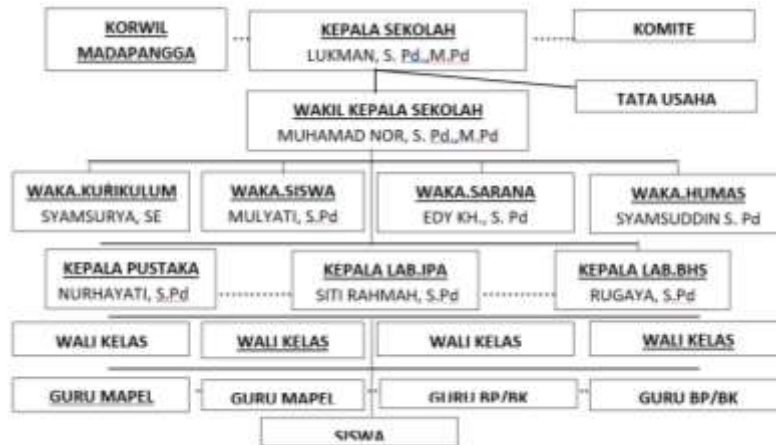 KORWIL
MADAPANGGA
KEPALA SEKOLAH
LUKMAN, S. Pd.,M.Pd
KOMITE
TATA USAHA
WAKIL KEPALA SEKOLAH
MUHAMAD NOR, S. Pd.,M.Pd
WAKA.KURIKULUM
SYAMSURYA, SE
WAKA.SISWA
MULYATI, S.Pd
WAKA.SARANA
EDY KH., S. Pd
WAKA.HUMAS
SYAMSUDDIN S. Pd
KEPALA PUSTAKA
NURHAYATI, S.Pd
KEPALA LAB.IPA
SITI RAHMAH, S.Pd
KEPALA LAB.BHS
RUGAYA, S.Pd
WALI KELAS
WALI KELAS
WALI KELAS
WALI KELAS
GURU MAPEL
GURU MAPEL
GURU BP/BK
GURU BP/BK
SISWA